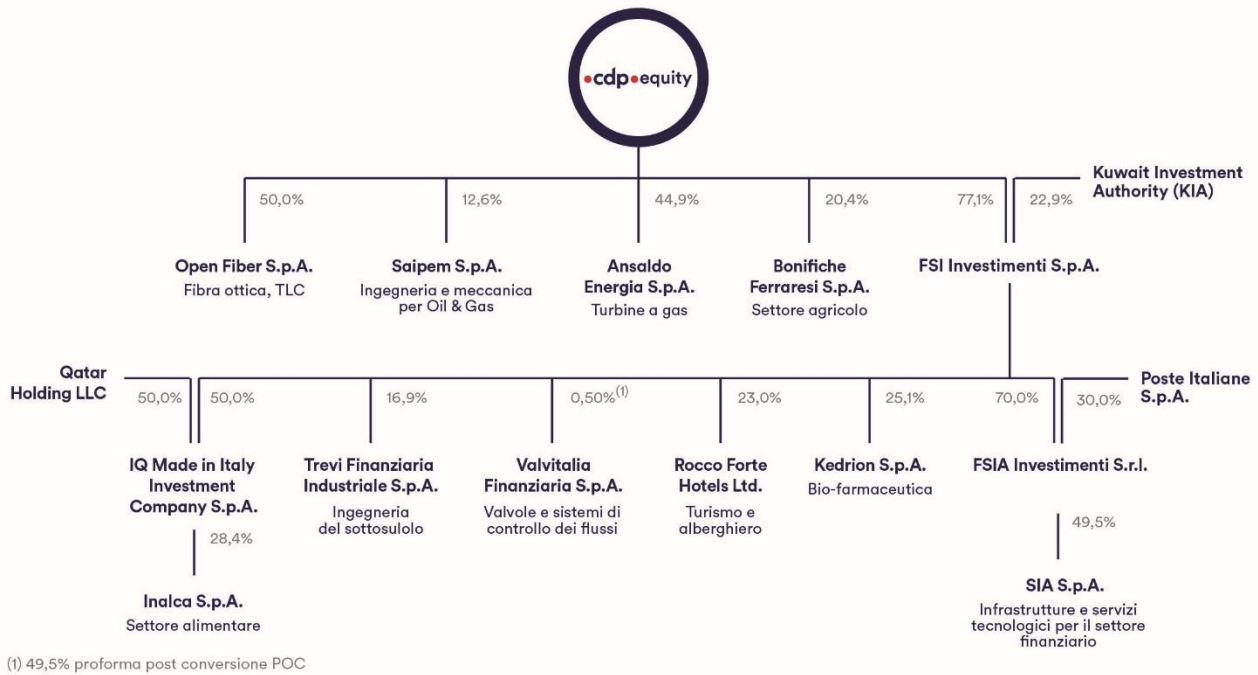 •cdp•equity
Kuwait Investment
Authority (KIA)
50,0%
12,6%
44,9%
20,4%
77,1%
22,9%
Open Fiber S.p.A.
Fibra ottica, TLC
Saipem S.p.A.
Ingegneria e meccanica
per Oil & Gas
Ansaldo
Energia S.p.A.
Turbine a gas
Bonifiche
Ferraresi S.p.A.
Settore agricolo
FSI Investimenti S.p.A.
Qatar
Holding LLC
Poste Italiane
S.p.A.
50,0%
50,0%
16,9%
0,50%(1)
23,0%
25,1%
70,0%
30,0%
IQ Made in Italy
Investment
Company S.p.A.
Trevi Finanziaria
Industriale S.p.A.
Ingegneria
del sottosulolo
Valvitalia
Finanziaria S.p.A.
Valvole e sistemi di
controllo dei flussi
Rocco Forte
Hotels Ltd.
Turismo e
alberghiero
Kedrion S.p.A.
Bio-farmaceutica
FSIA Investimenti S.r.l.
28,4%
49,5%
Inalca S.p.A.
Settore alimentare
SIA S.p.A.
Infrastrutture e servizi
tecnologici per il settore
finanziario
(1) 49,5% proforma post conversione POC